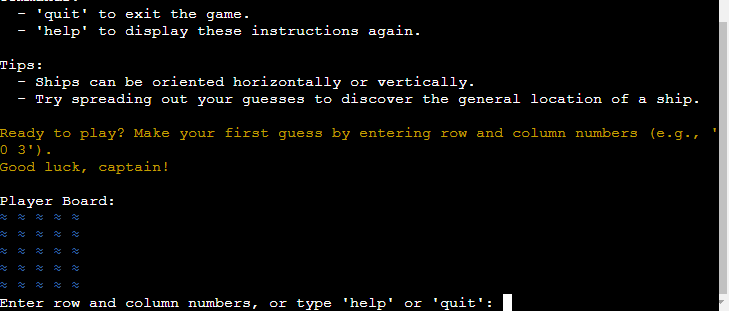 - 'quit' to exit the game.
- 'help' to display these instructions again.
Tips:
- Ships can be oriented horizontally or vertically.
- Try spreading out your guesses to discover the general location of a ship.
Ready to play? Make your first guess by entering row and column numbers (e.g., '
0 3').
Good luck, captain!
Player Board:
≈ ≈ ≈ ≈ ≈
≈ ≈ ≈ ≈ ≈
≈ ≈ ≈ ≈ ≈
≈ ≈ ≈ ≈ ≈
≈ ≈ ≈ ≈ ≈
Enter row and column numbers, or type 'help' or 'quit':